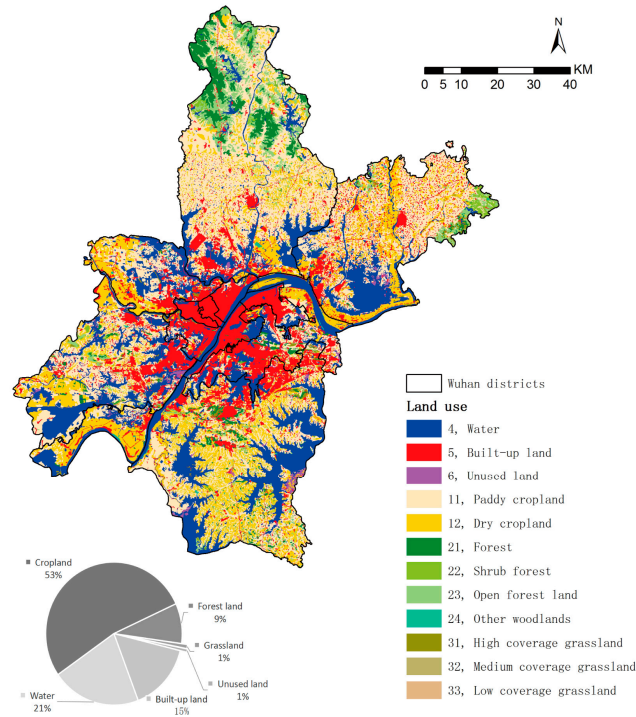 N
KM
0 5 10 20 30 40
Wuhan districts
Land use
4, Water
5, Built-up land
6, Unused land
11, Paddy cropland
12, Dry cropland
21, Forest
22, Shrub forest
23, Open forest land
24, Other woodlands
31, High coverage grassland
32, Medium coverage grassland
33, Low coverage grassland
Cropland
53%
Forest land
9%
Grassland
1%
Unused land
1%
Built-up land
15%
Water
21%